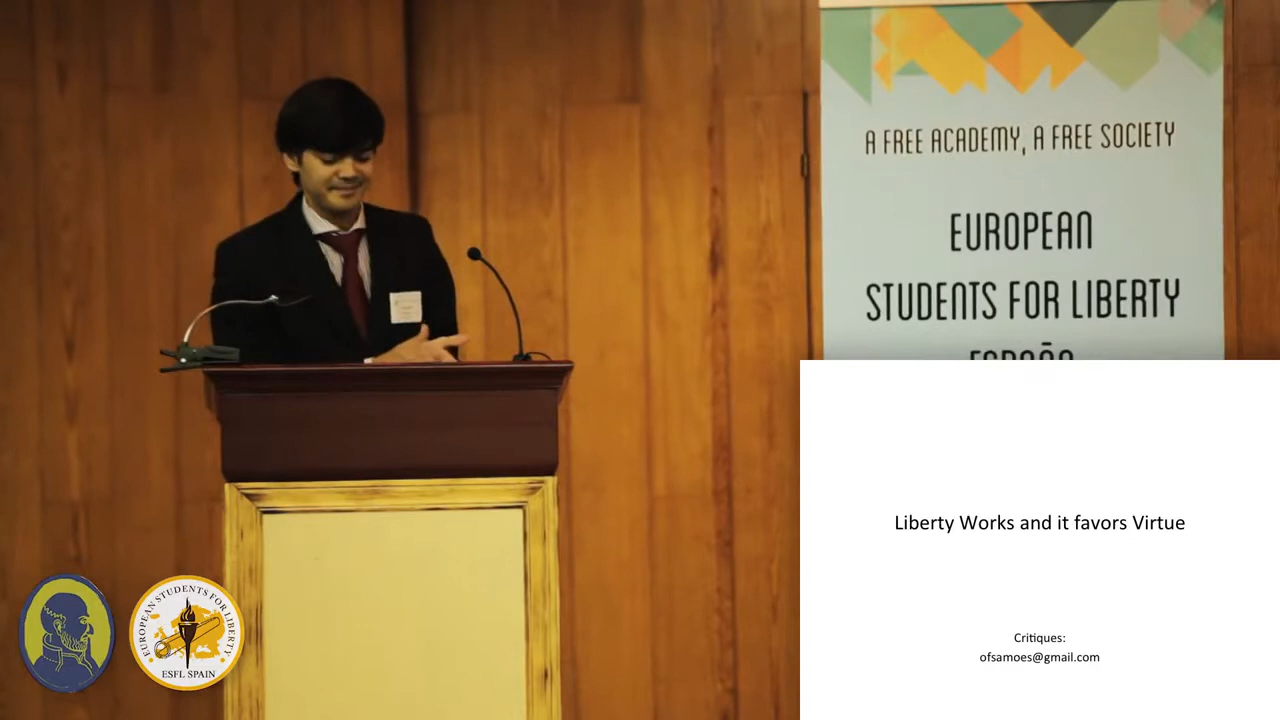 A FREE ACADEMY, A FREE SOCIETY
EUROPEAN
STUDENTS FOR LIBERTY
ESPAÑA
Liberty Works and it favors Virtue
Critiques:
ofsamoes@gmail.com
EUROPEAN STUDENTS FOR LIBERTY
ESFL SPAIN